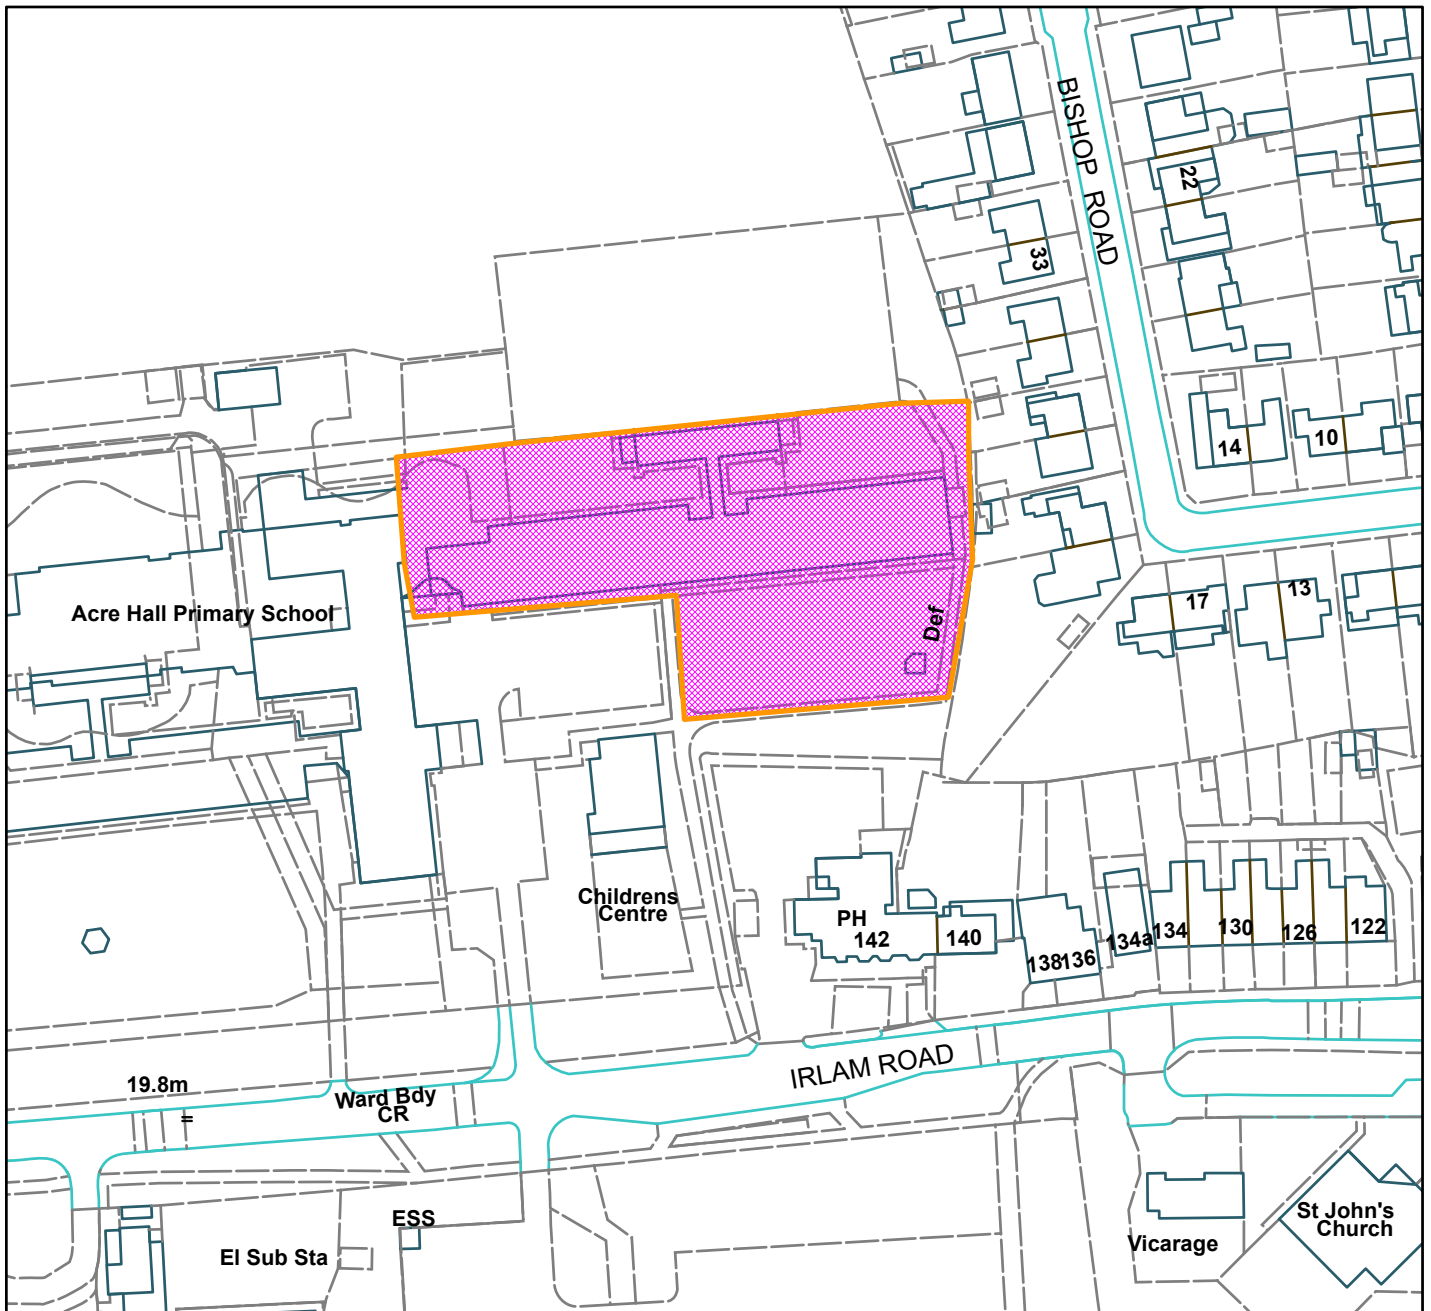 BISHOP ROAD
22
33
14
10
Acre Hall Primary School
Def
17
13
Childrens
Centre
PH
142
140
138
136
134a
134
130
126
122
IRLAM ROAD
19.8m
=
Ward Bdy
CR
ESS
El Sub Sta
Vicarage
St John's
Church